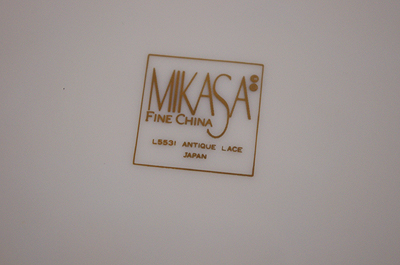 MIKASA
FINE CHINA
L5531 ANTIQUE LACE
JAPAN